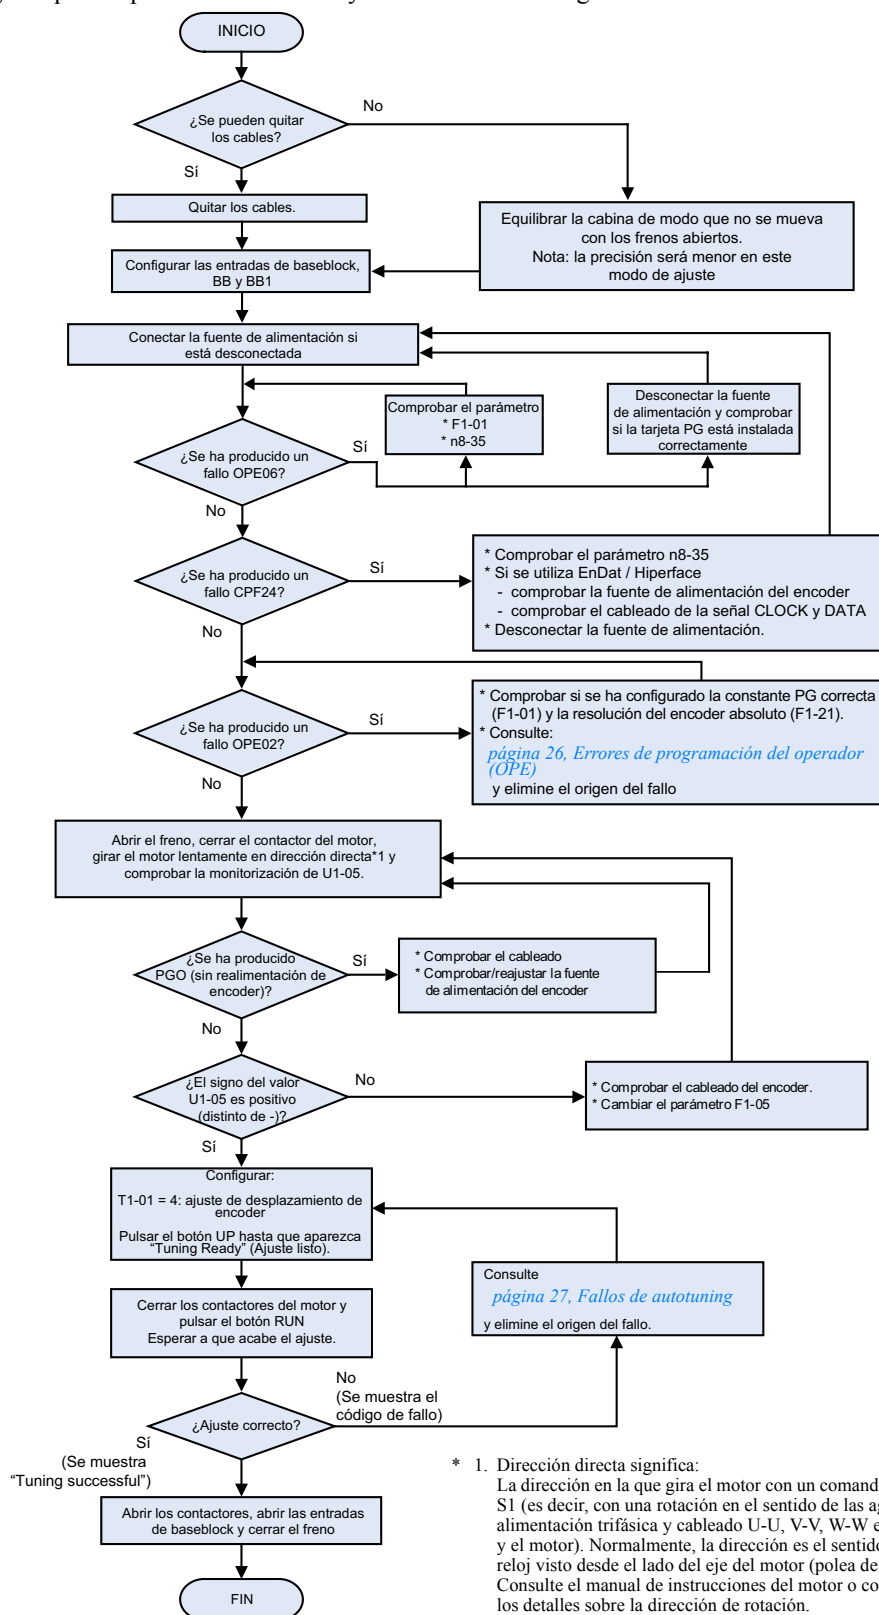 INICIO
¿Se pueden quitar
los cables?
No
Sí
Quitar los cables.
Equilibrar la cabina de modo que no se mueva
con los frenos abiertos.
Nota: la precisión será menor en este
modo de ajuste
Configurar las entradas de baseblock,
BB y BB1
Conectar la fuente de alimentación si
está desconectada
Comprobar el parámetro
* F1-01
* n8-35
Desconectar la fuente
de alimentación y comprobar
si la tarjeta PG está instalada
correctamente
¿Se ha producido un
fallo OPE06?
Sí
No
¿Se ha producido un
fallo CPF24?
Sí
* Comprobar el parámetro n8-35
* Si se utiliza EnDat / Hiperface
- comprobar la fuente de alimentación del encoder
- comprobar el cableado de la señal CLOCK y DATA
* Desconectar la fuente de alimentación.
No
¿Se ha producido un
fallo OPE02?
Sí
* Comprobar si se ha configurado la constante PG correcta
(F1-01) y la resolución del encoder absoluto (F1-21).
* Consulte:
página 26, Errores de programación del operador
(OPE)
y elimine el origen del fallo
No
Abrir el freno, cerrar el contactor del motor,
girar el motor lentamente en dirección directa*1 y
comprobar la monitorización de U1-05.
¿Se ha producido
PGO (sin realimentación de
encoder)?
Sí
* Comprobar el cableado
* Comprobar/reajustar la fuente
de alimentación del encoder
No
¿El signo del valor
U1-05 es positivo
(distinto de -)?
No
* Comprobar el cableado del encoder.
* Cambiar el parámetro F1-05
Sí
Configurar:
T1-01 = 4: ajuste de desplazamiento de
encoder
Pulsar el botón UP hasta que aparezca
“Tuning Ready” (Ajuste listo).
Consulte
página 27, Fallos de autotuning
y elimine el origen del fallo.
Cerrar los contactores del motor y
pulsar el botón RUN
Esperar a que acabe el ajuste.
No
(Se muestra el
código de fallo)
¿Ajuste correcto?
Sí
(Se muestra
“Tuning successful”)
Abrir los contactores, abrir las entradas
de baseblock y cerrar el freno
FIN
* 1. Dirección directa significa:
La dirección en la que gira el motor con un comand
S1 (es decir, con una rotación en el sentido de las ag
alimentación trifásica y cableado U-U, V-V, W-W e
y el motor). Normalmente, la dirección es el sentido
reloj visto desde el lado del eje del motor (polea de
Consulte el manual de instrucciones del motor o co
los detalles sobre la dirección de rotación.